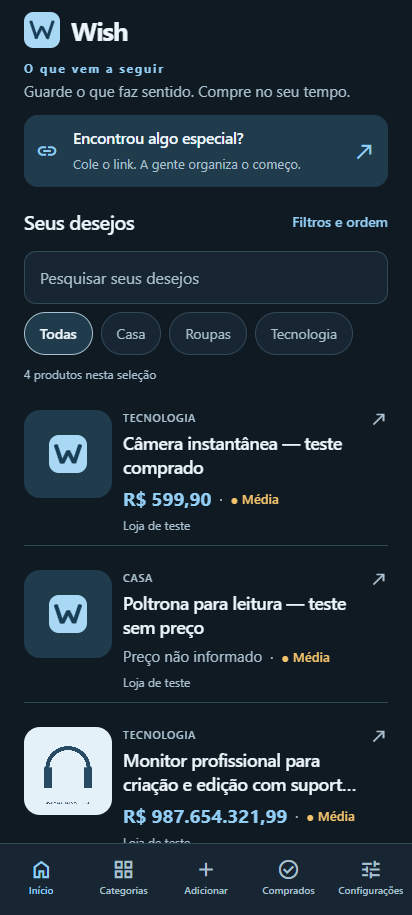 W Wish
O que vem a seguir
Guarde o que faz sentido. Compre no seu tempo.
Encontrou algo especial?
Cole o link. A gente organiza o começo.
Seus desejos
Filtros e ordem
Pesquisar seus desejos
Todas Casa Roupas Tecnologia
4 produtos nesta seleção
W
TECNOLOGIA
Câmera instantânea — teste
comprado
R$ 599,90 · ● Média
Loja de teste
W
CASA
Poltrona para leitura — teste
sem preço
Preço não informado · ● Média
Loja de teste
TECNOLOGIA
Monitor profissional para
criação e edição com suport...
R$ 987.654.321,99 · ● Média
Loja de teste
Início Categorias Adicionar Comprados Configurações